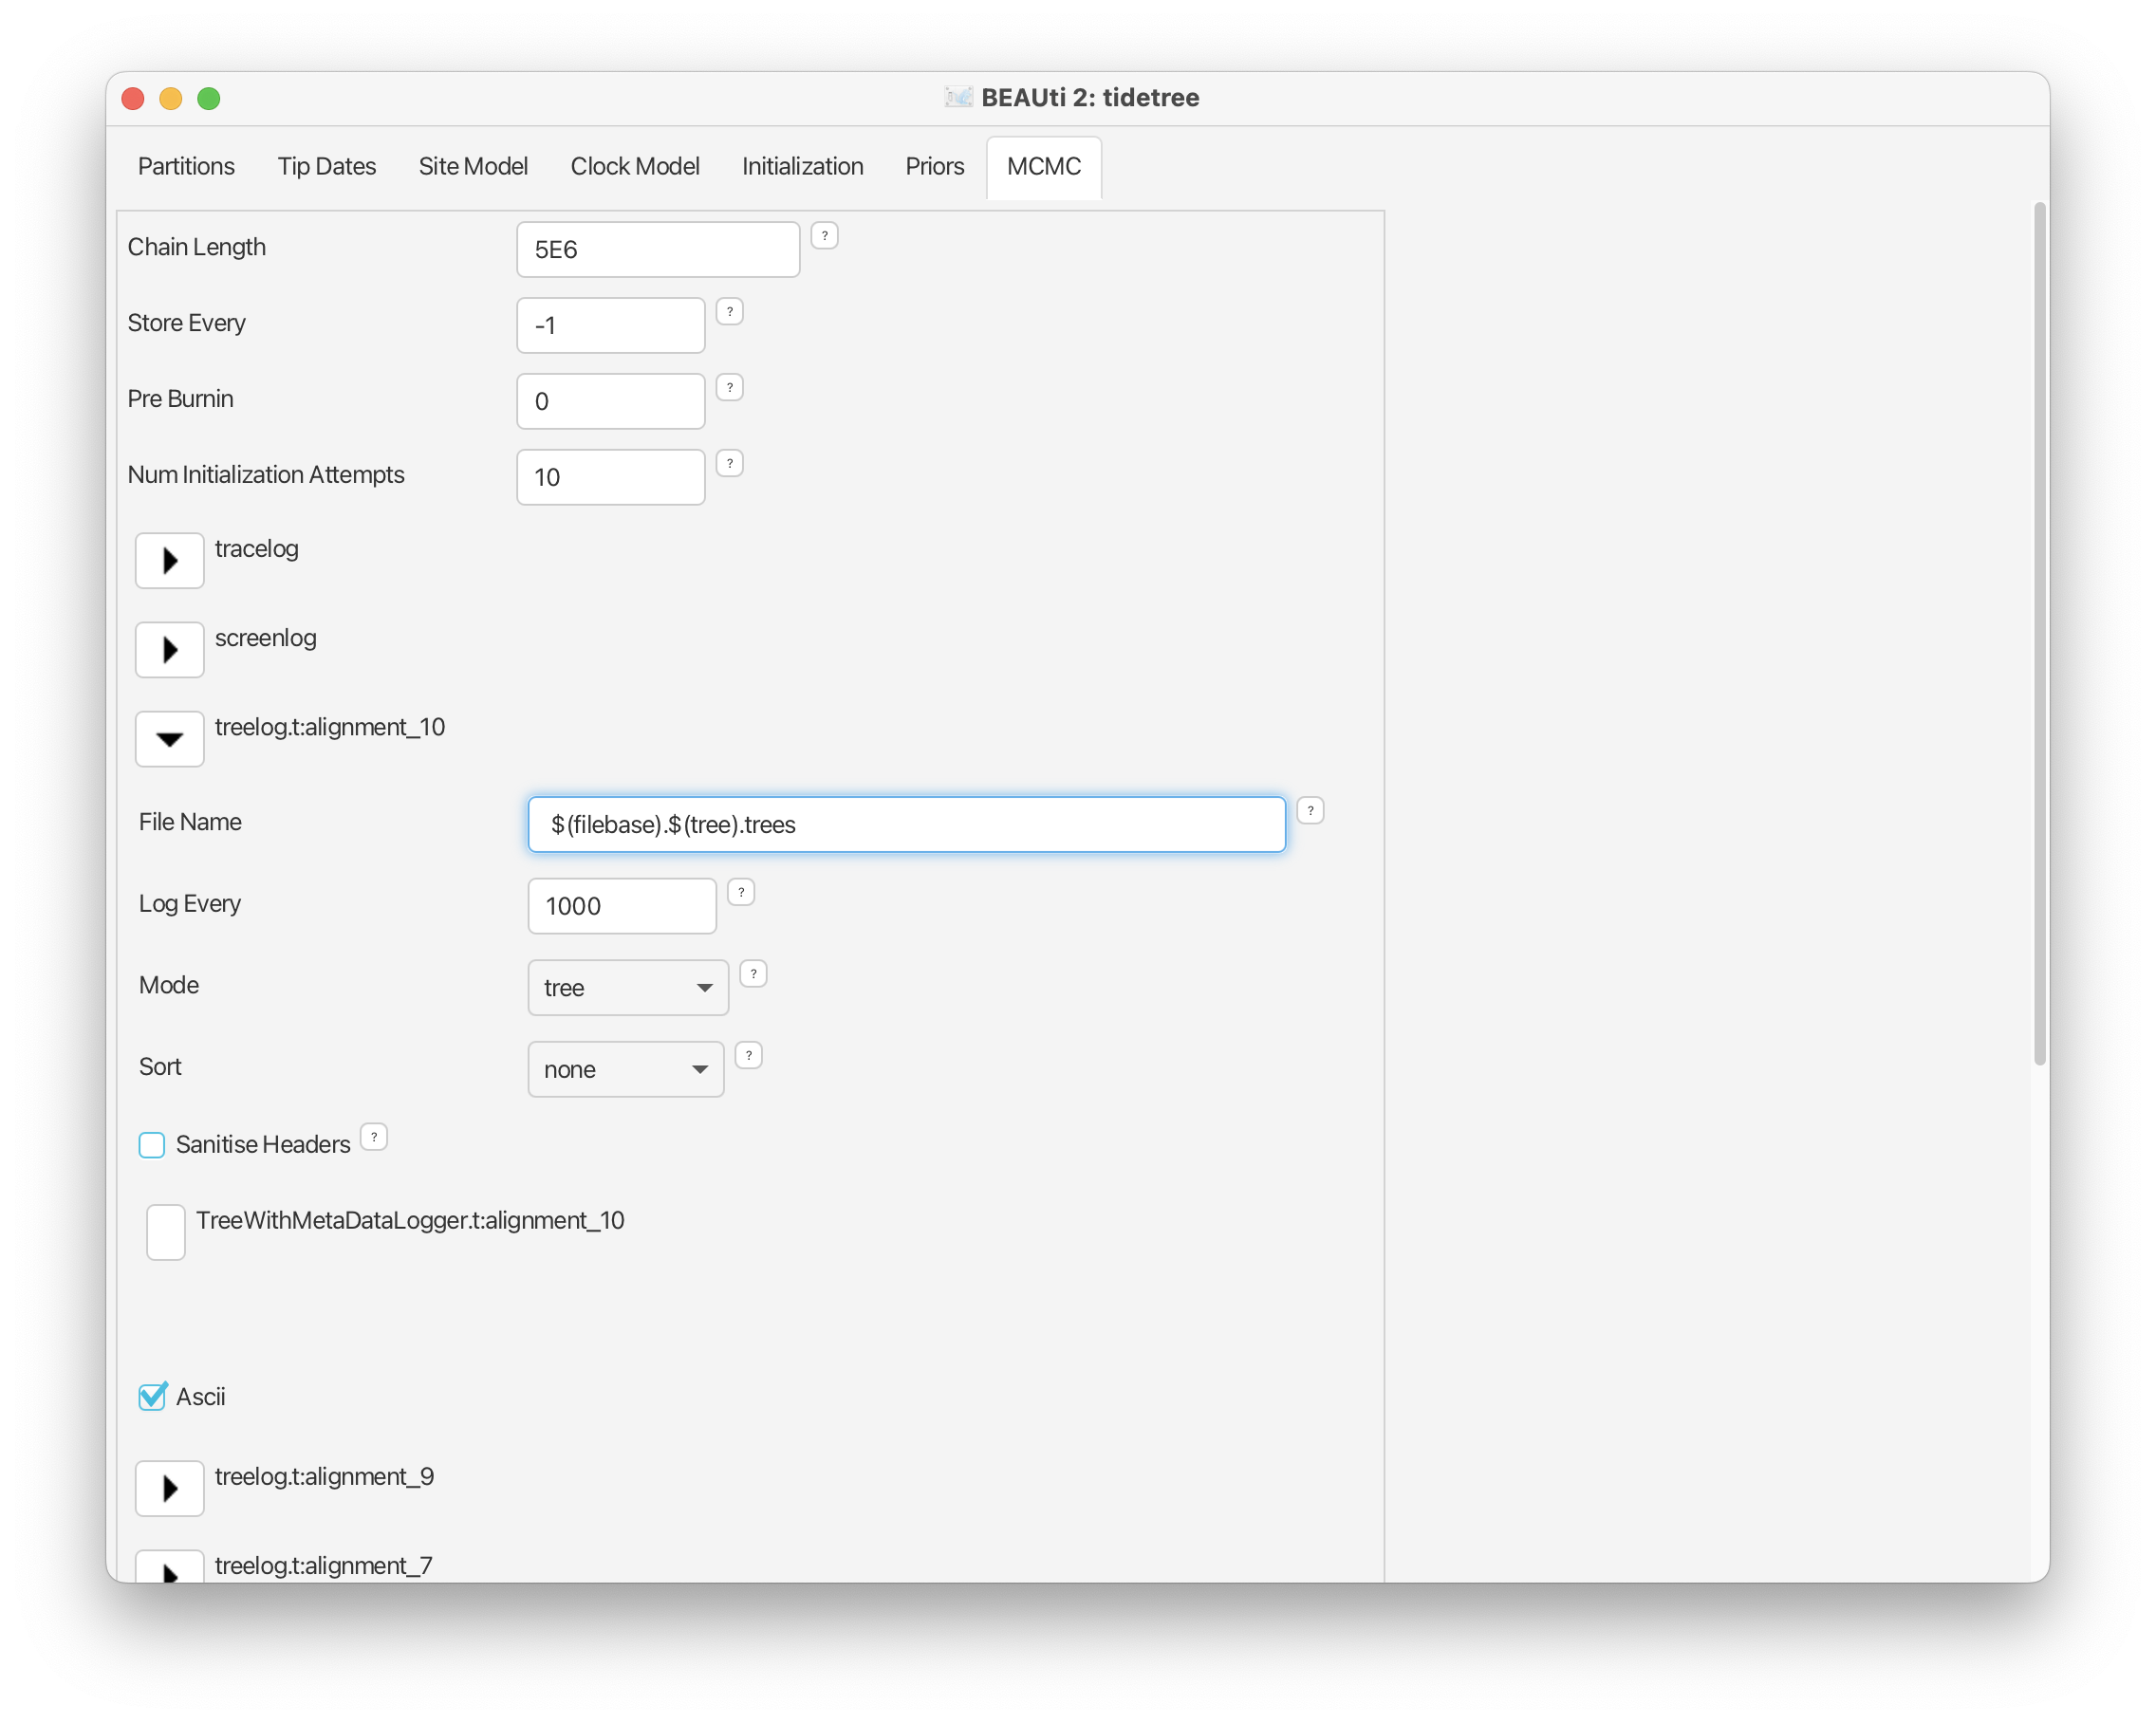 BEAUti 2: tidetree
Partitions Tip Dates Site Model Clock Model Initialization Priors MCMC
Chain Length 5E6 ?
Store Every -1 ?
Pre Burnin 0 ?
Num Initialization Attempts 10 ?
tracelog
screenlog
treelog.t:alignment_10
File Name $(filebase).$(tree).trees ?
Log Every 1000 ?
Mode tree ?
Sort none ?
Sanitise Headers ?
TreeWithMetaDataLogger.t:alignment_10
Ascii
treelog.t:alignment_9
treelog.t:alignment_7